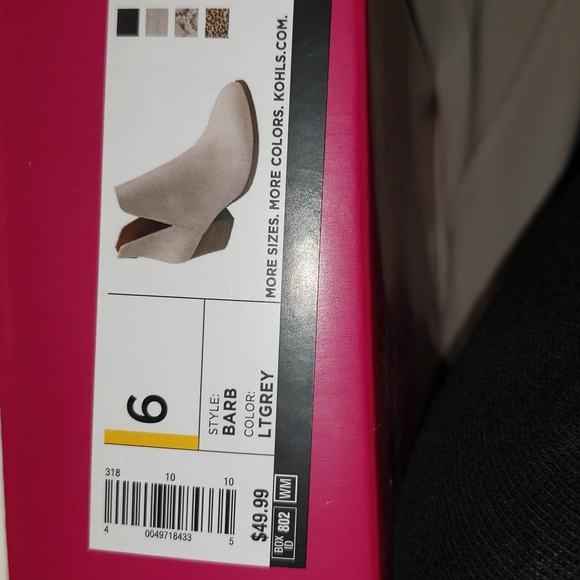 MORE SIZES. MORE COLORS. KOHLS.COM.
6
STYLE:
BARB
COLOR:
LTGREY
318 10 10
4 0049718433 5
$49.99
BOX ID 802 WM